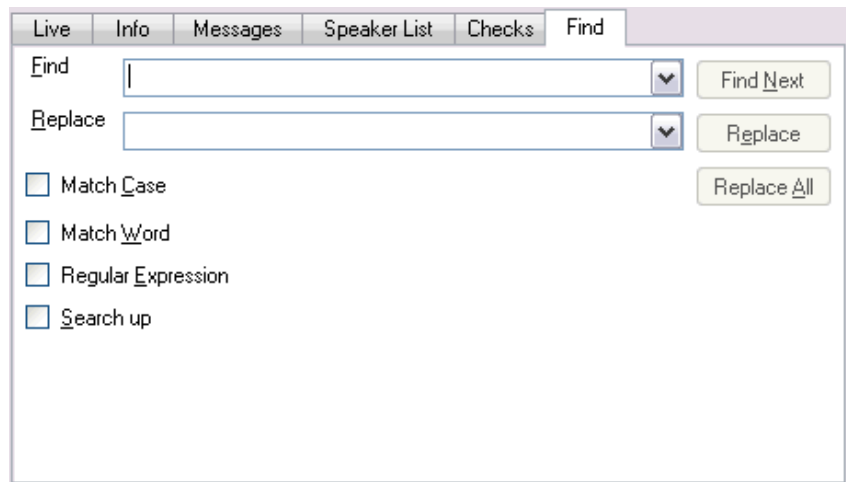 Live Info Messages Speaker List Checks Find
Find Find Next
Replace Replace
Match Case Replace All
Match Word
Regular Expression
Search up